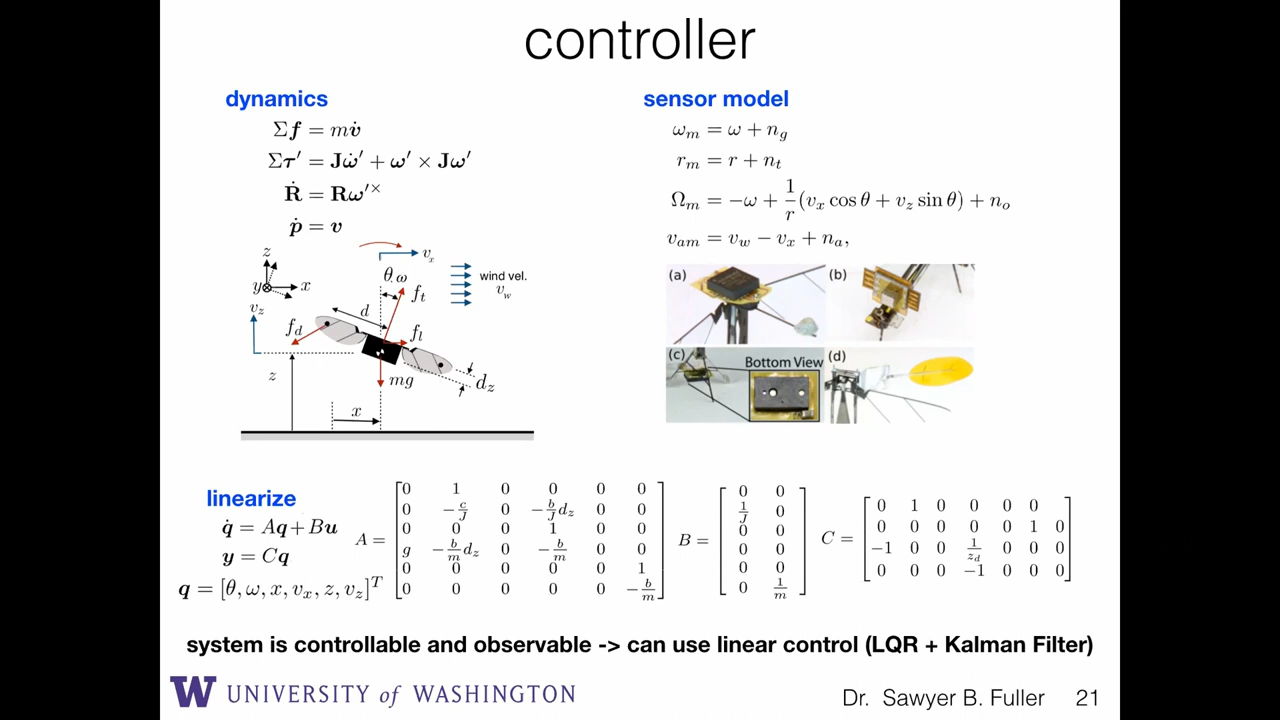 controller
dynamics
Σf = mv̇
Στ′ = Jω̇′ + ω′ × Jω′
Ṙ = Rω′×
ṗ = v
z
x
y
v_z
θ, ω
v_x
wind vel.
v_w
f_t
d
f_d
f_l
mg
d_z
z
x
sensor model
ω_m = ω + n_g
r_m = r + n_t
Ω_m = −ω + 1/r (v_x cos θ + v_z sin θ) + n_o
v_am = v_w − v_x + n_a,
(a)
(b)
(c)
Bottom View
(d)
linearize
q̇ = Aq + Bu
y = Cq
q = [θ, ω, x, v_x, z, v_z]^T
A =
0 1 0 0 0 0
0 −c/J 0 −b/J d_z 0 0
0 0 0 1 0 0
g −b/m d_z 0 −b/m 0 0
0 0 0 0 0 1
0 0 0 0 0 −b/m
B =
0 0
1/J 0
0 0
0 0
0 0
0 1/m
C =
0 1 0 0 0 0
0 0 0 0 0 1 0
−1 0 0 1/z_d 0 0 0
0 0 0 −1 0 0 0
system is controllable and observable -> can use linear control (LQR + Kalman Filter)
W UNIVERSITY of WASHINGTON
Dr. Sawyer B. Fuller 21